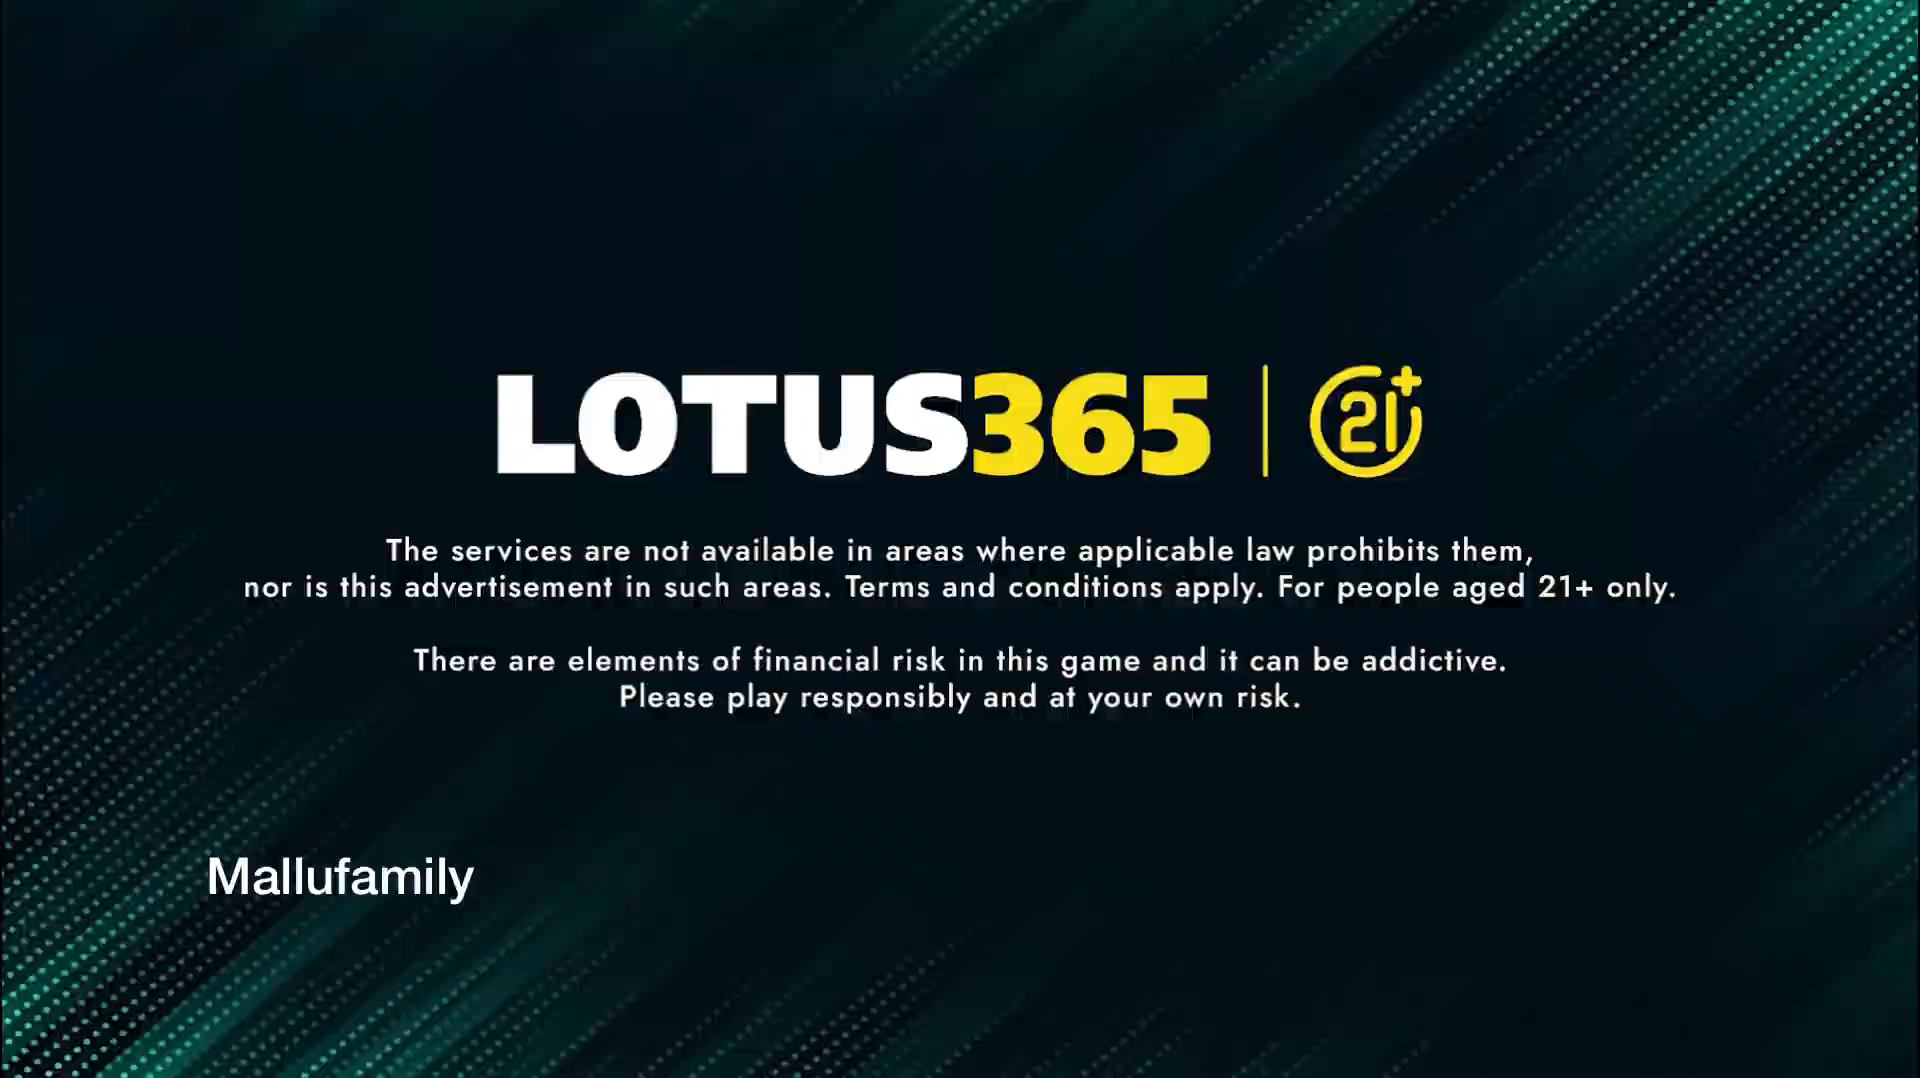 LOTUS365 | 21+
The services are not available in areas where applicable law prohibits them,
nor is this advertisement in such areas. Terms and conditions apply. For people aged 21+ only.
There are elements of financial risk in this game and it can be addictive.
Please play responsibly and at your own risk.
Mallufamily